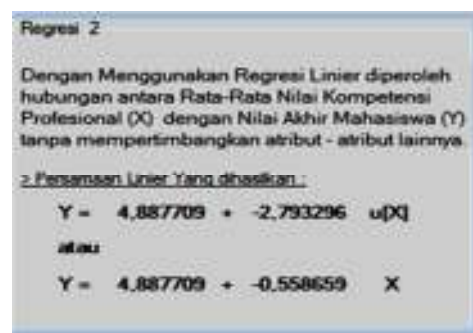 Regresi 2
Dengan Menggunakan Regresi Linier diperoleh
hubungan antara Rata-Rata Nilai Kompetensi
Profesional (X) dengan Nilai Akhir Mahasiswa (Y)
tanpa mempertimbangkan atribut - atribut lainnya.
> Persamaan Linier Yang dihasilkan :
Y = 4,887709 + -2,793296 u[X]
atau
Y = 4,887709 + -0,558659 X